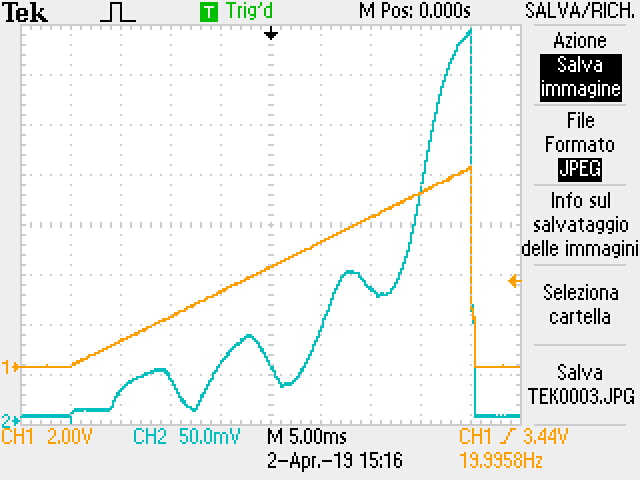 Tek T Trig'd M Pos: 0.000s SALVA/RICH.
Azione
Salva
immagine
File
Formato
JPEG
Info sul
salvataggio
delle immagini
Seleziona
cartella
Salva
TEK0003.JPG
1
2
CH1 2.00V CH2 50.0mV M 5.00ms CH1 3.44V
2-Apr.-19 15:16 19.9958Hz